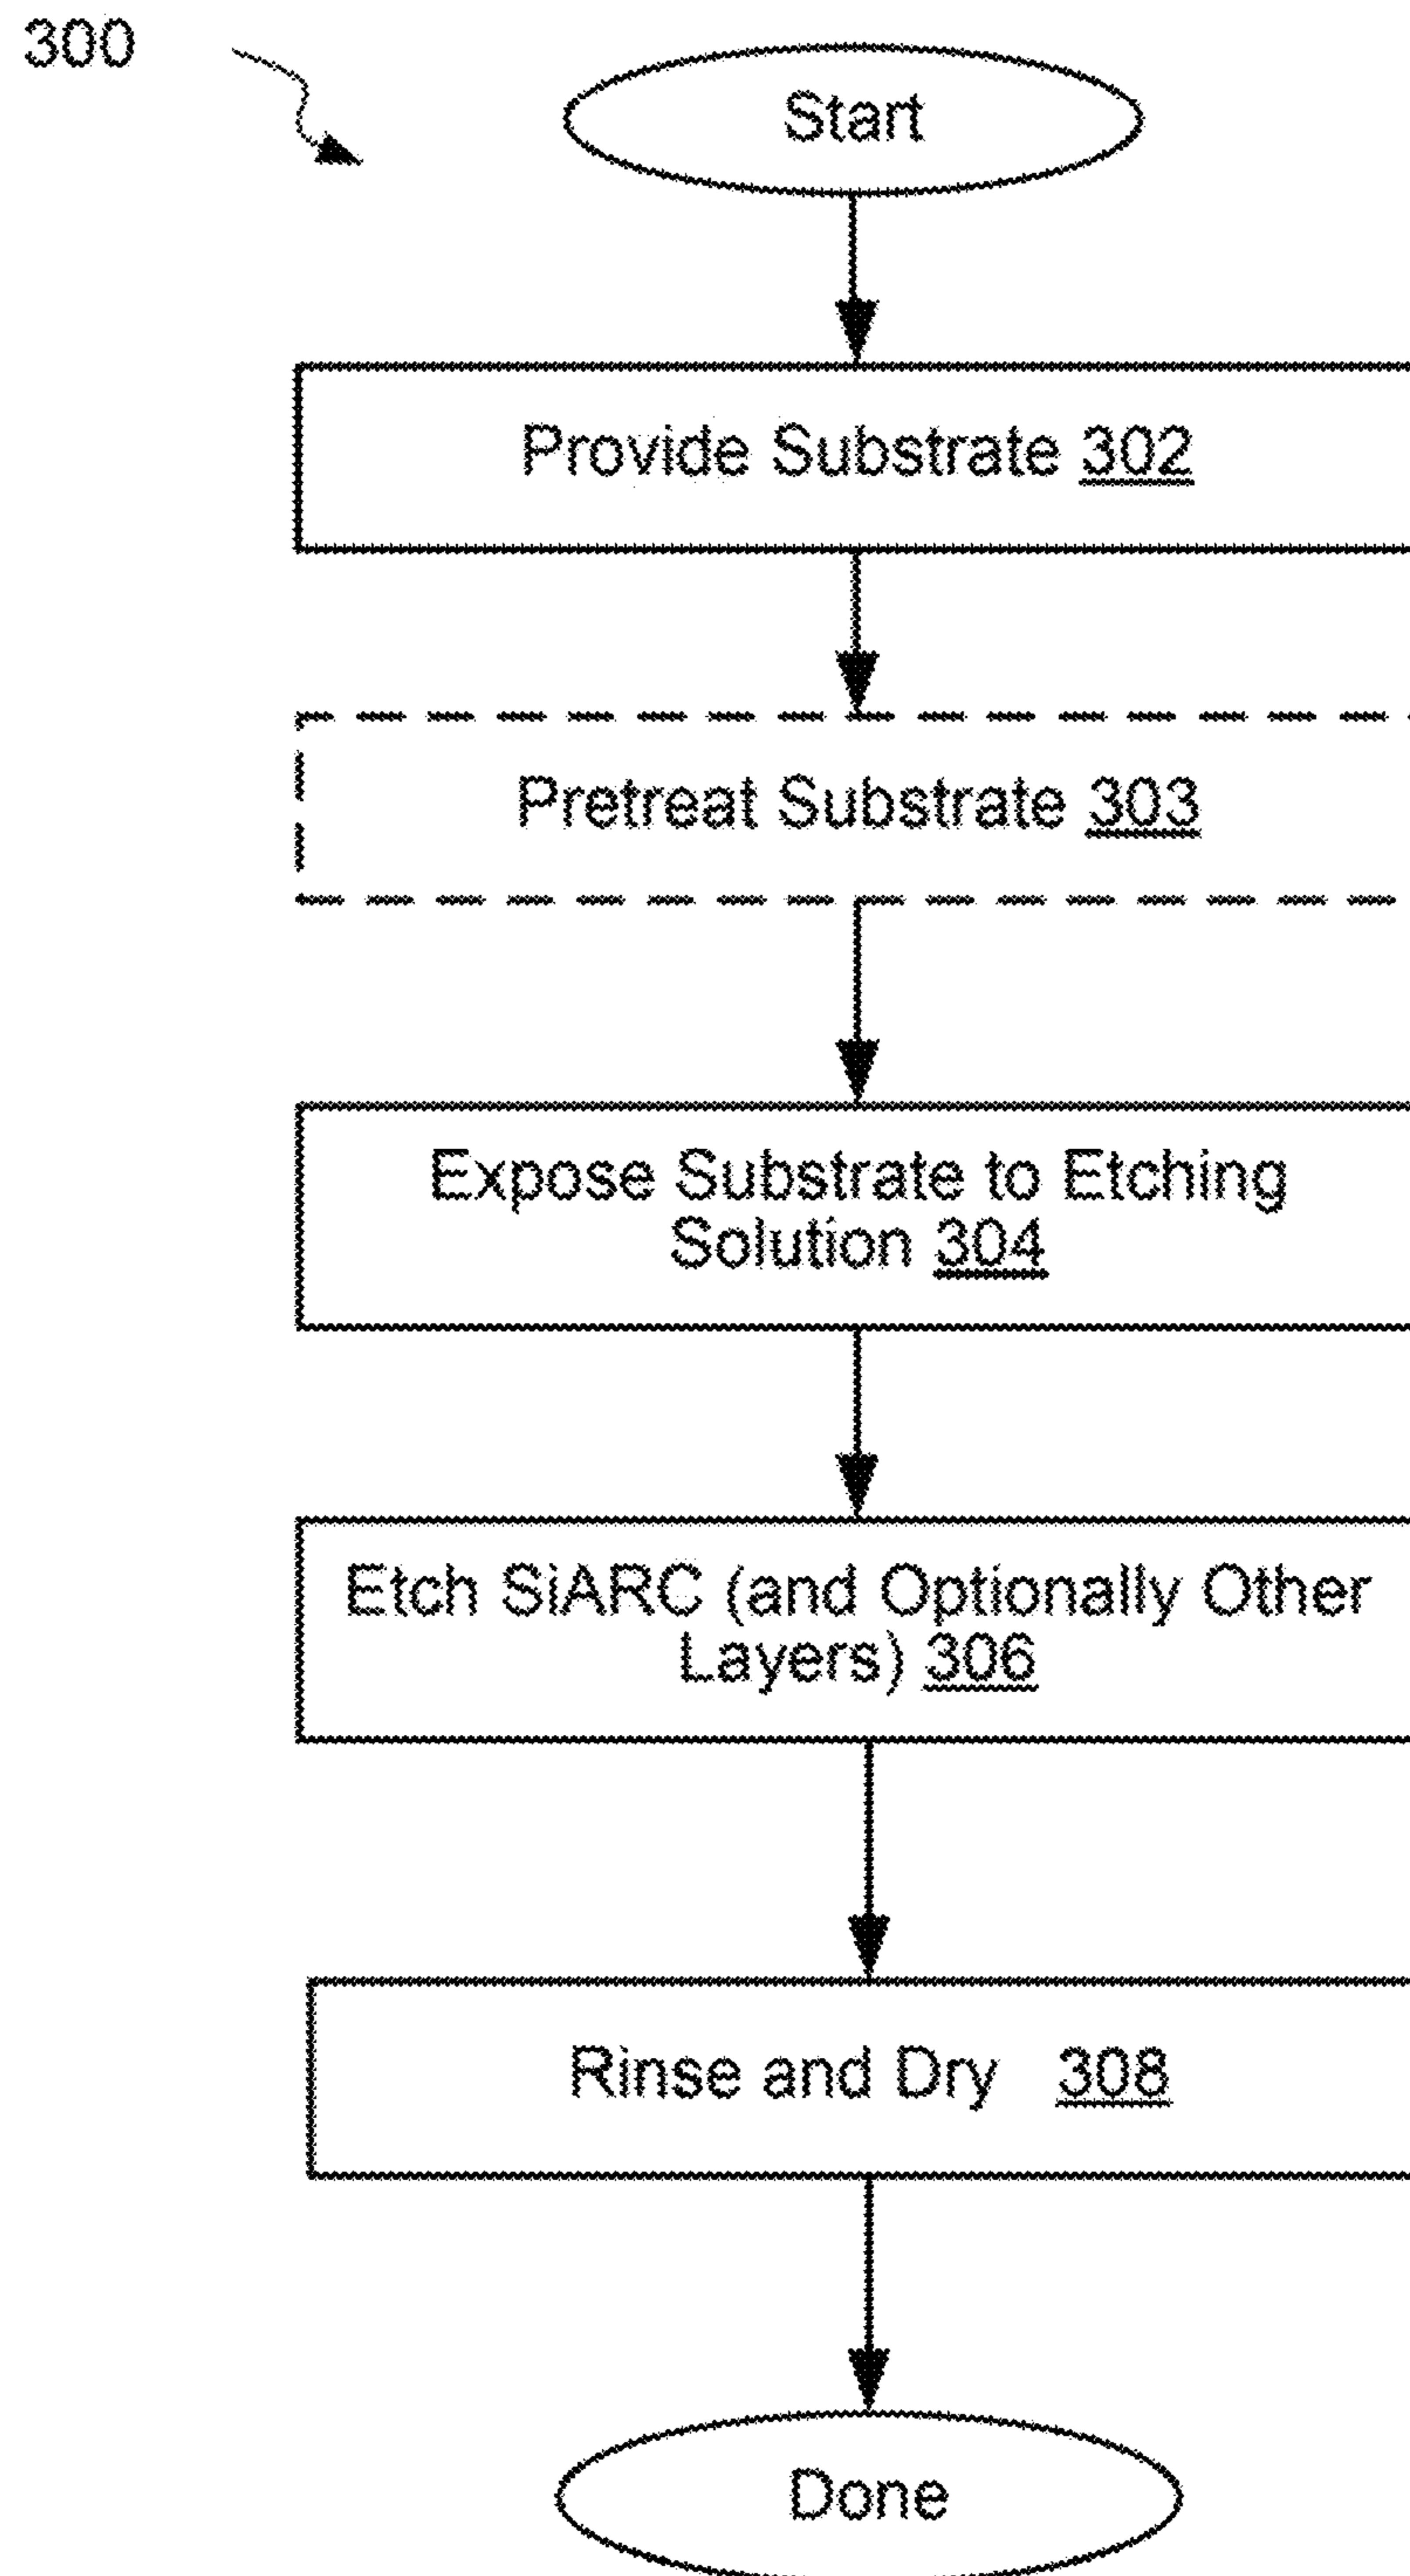 300
Start
Provide Substrate 302
Pretreat Substrate 303
Expose Substrate to Etching
Solution 304
Etch SiARC (and Optionally Other
Layers) 306
Rinse and Dry 308
Done